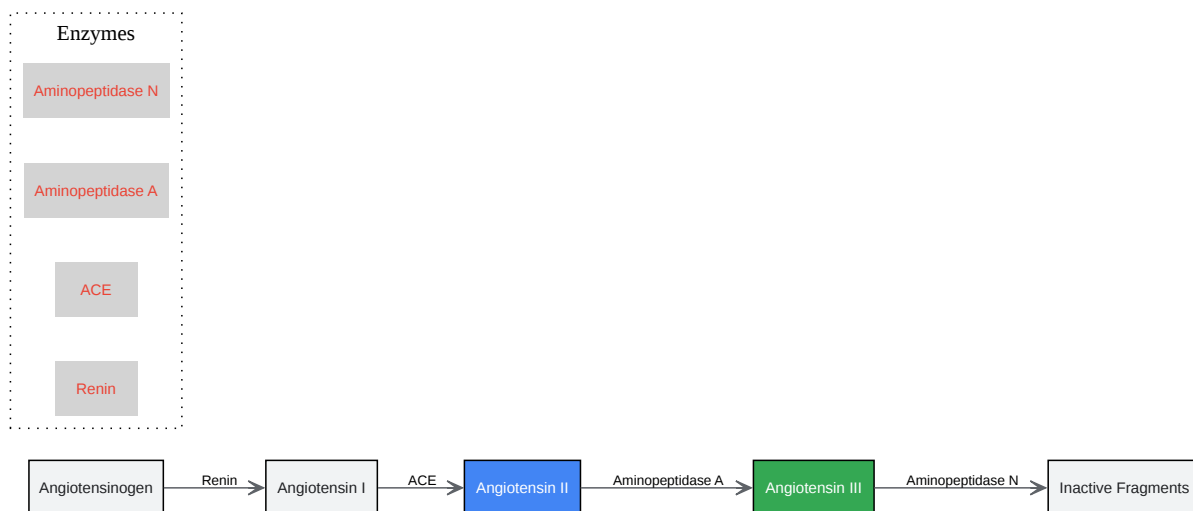 Enzymes
Aminopeptidase N
Aminopeptidase A
ACE
Renin
Angiotensinogen
Renin
Angiotensin I
ACE
Angiotensin II
Aminopeptidase A
Angiotensin III
Aminopeptidase N
Inactive Fragments